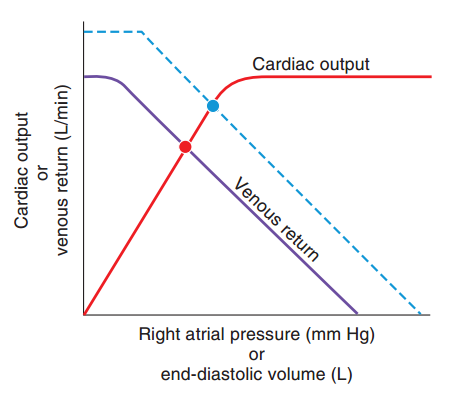 Cardiac output
Cardiac output
or
venous return (L/min)
Venous return
Right atrial pressure (mm Hg)
or
end-diastolic volume (L)